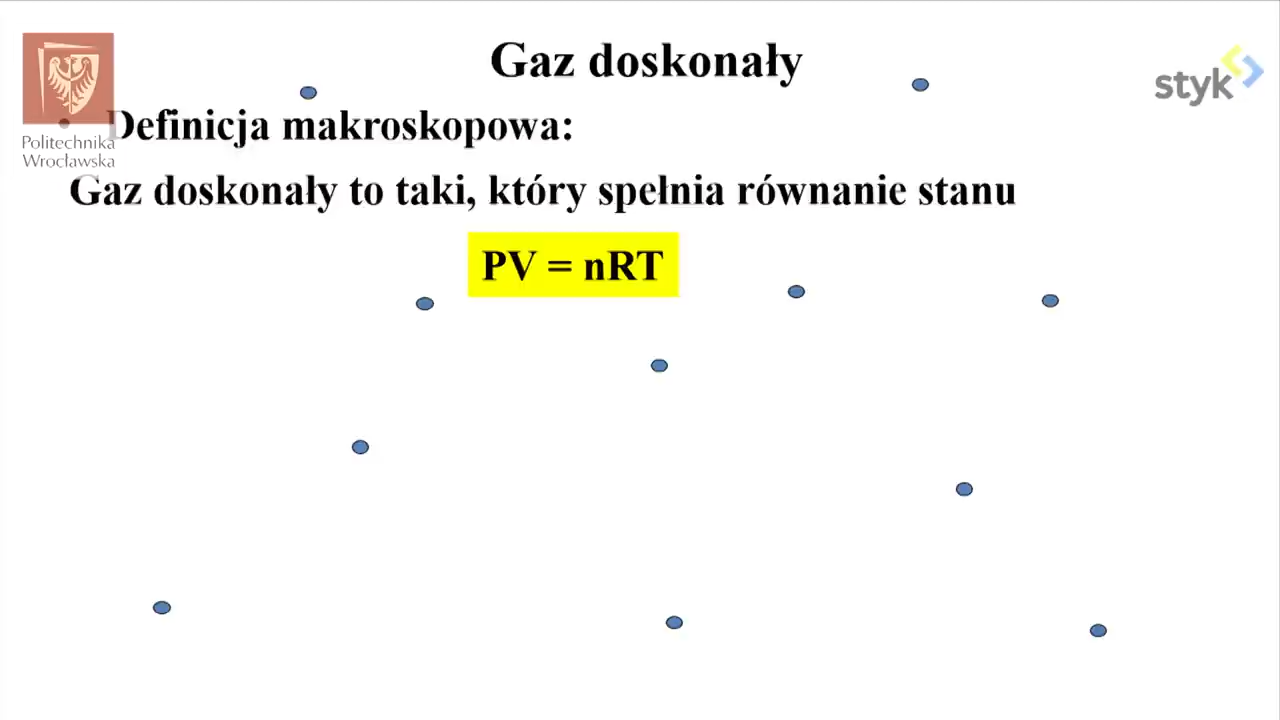 Gaz doskonały
styk
• Definicja makroskopowa:
Politechnika
Wrocławska
Gaz doskonały to taki, który spełnia równanie stanu
PV = nRT